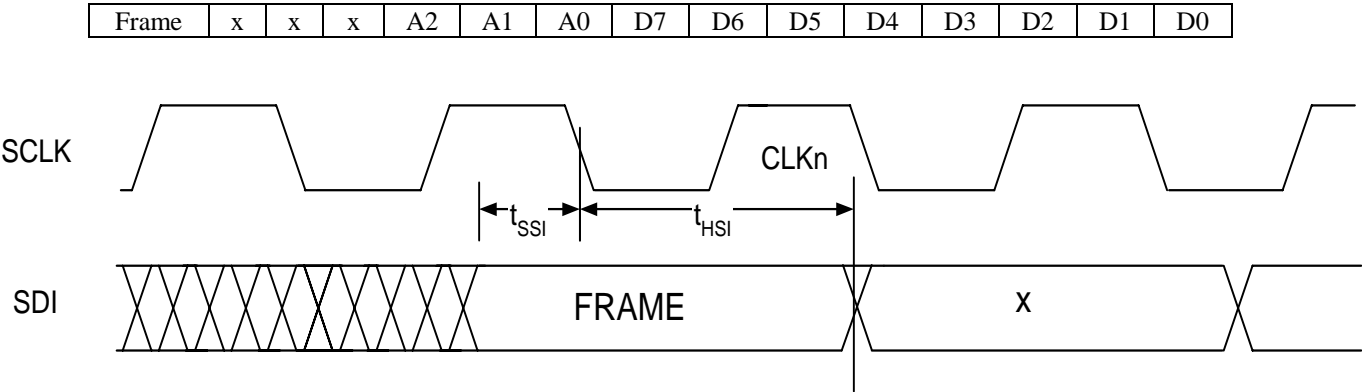 Frame x x x A2 A1 A0 D7 D6 D5 D4 D3 D2 D1 D0
SCLK
CLKn
tSSI
tHSI
SDI
FRAME
x